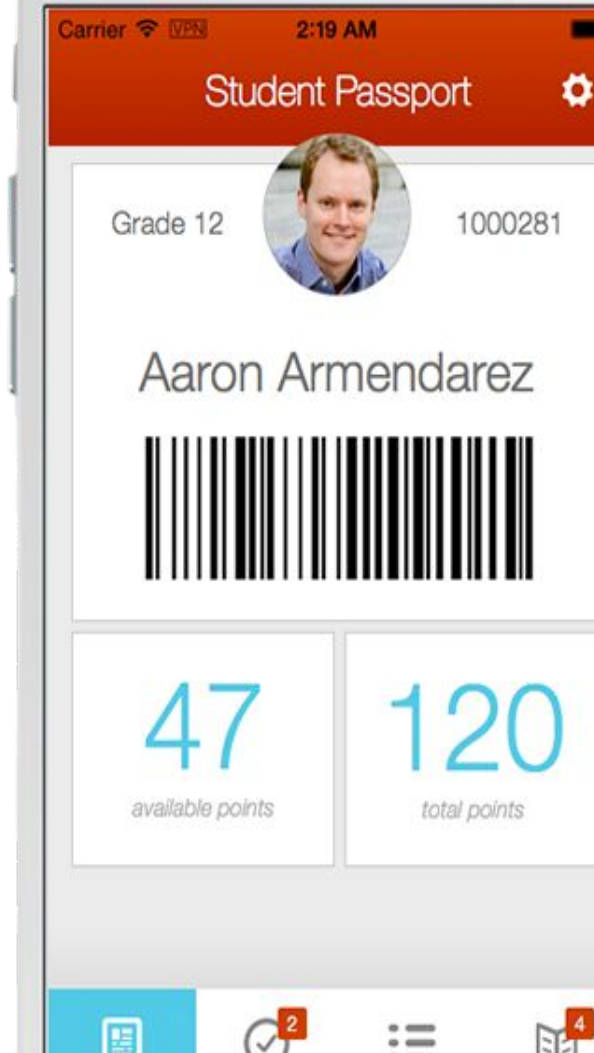 Carrier VPN 2:19 AM
Student Passport
Grade 12 1000281
Aaron Armendarez
47 120
available points total points
2 4